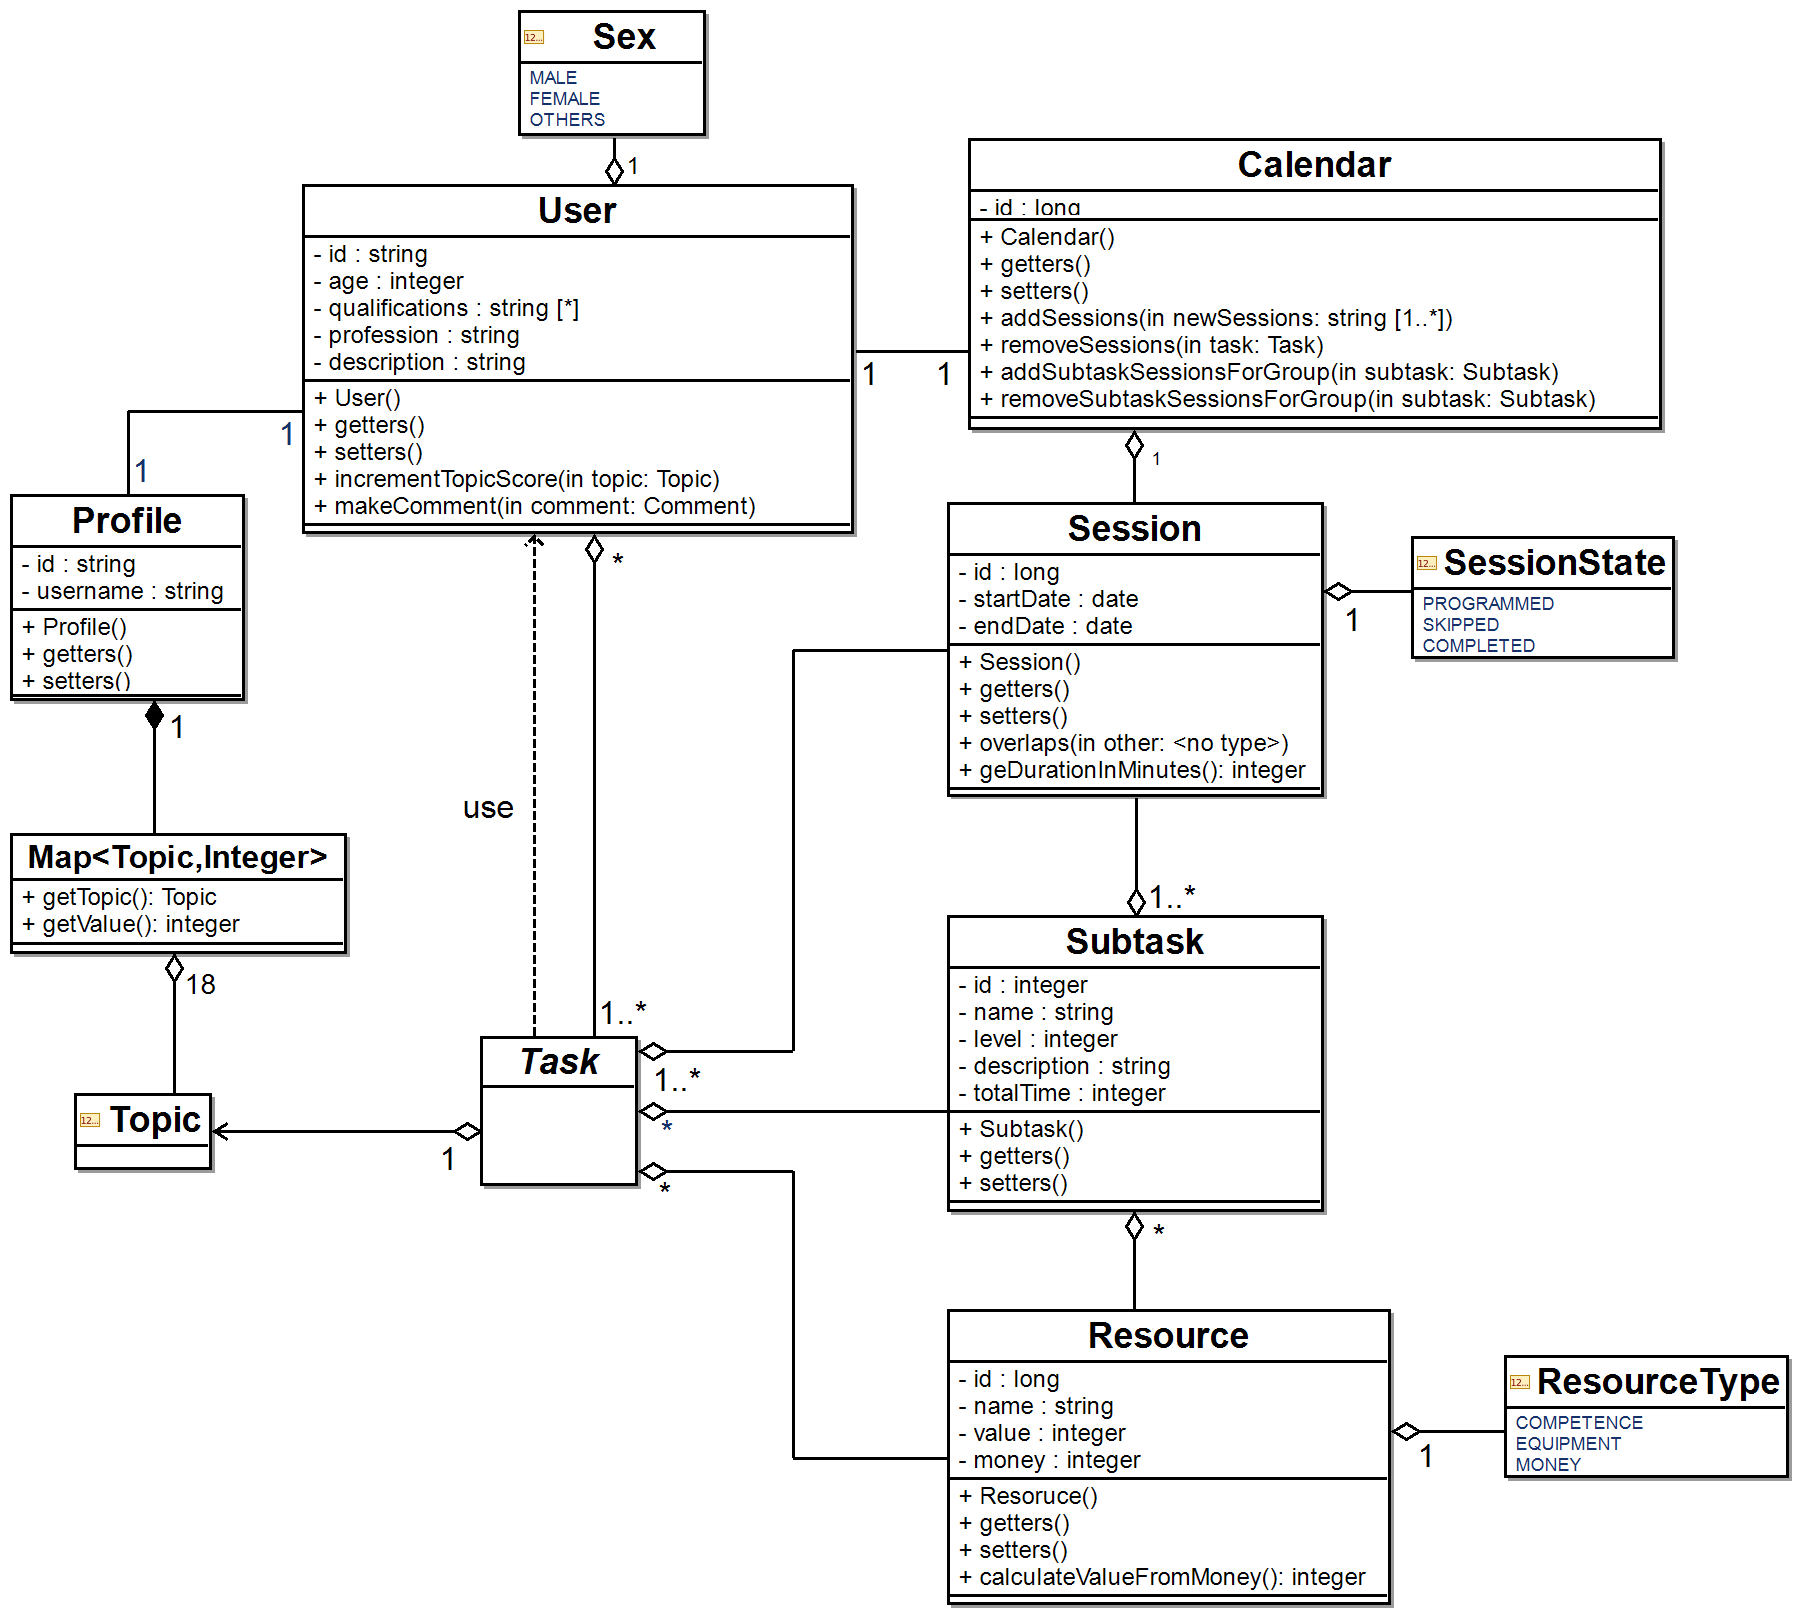 12... Sex
MALE
FEMALE
OTHERS
1
User
- id : string
- age : integer
- qualifications : string [*]
- profession : string
- description : string
+ User()
+ getters()
+ setters()
+ incrementTopicScore(in topic: Topic)
+ makeComment(in comment: Comment)
1
1
Calendar
- id : long
+ Calendar()
+ getters()
+ setters()
+ addSessions(in newSessions: string [1..*])
+ removeSessions(in task: Task)
+ addSubtaskSessionsForGroup(in subtask: Subtask)
+ removeSubtaskSessionsForGroup(in subtask: Subtask)
1
1
1
Profile
- id : string
- username : string
+ Profile()
+ getters()
+ setters()
1
Map<Topic,Integer>
+ getTopic(): Topic
+ getValue(): integer
18
12... Topic
1
use
*
1..*
Task
1..*
*
*
Session
- id : long
- startDate : date
- endDate : date
+ Session()
+ getters()
+ setters()
+ overlaps(in other: <no type>)
+ geDurationInMinutes(): integer
1
12... SessionState
PROGRAMMED
SKIPPED
COMPLETED
1..*
Subtask
- id : integer
- name : string
- level : integer
- description : string
- totalTime : integer
+ Subtask()
+ getters()
+ setters()
*
Resource
- id : long
- name : string
- value : integer
- money : integer
+ Resoruce()
+ getters()
+ setters()
+ calculateValueFromMoney(): integer
1
12... ResourceType
COMPETENCE
EQUIPMENT
MONEY